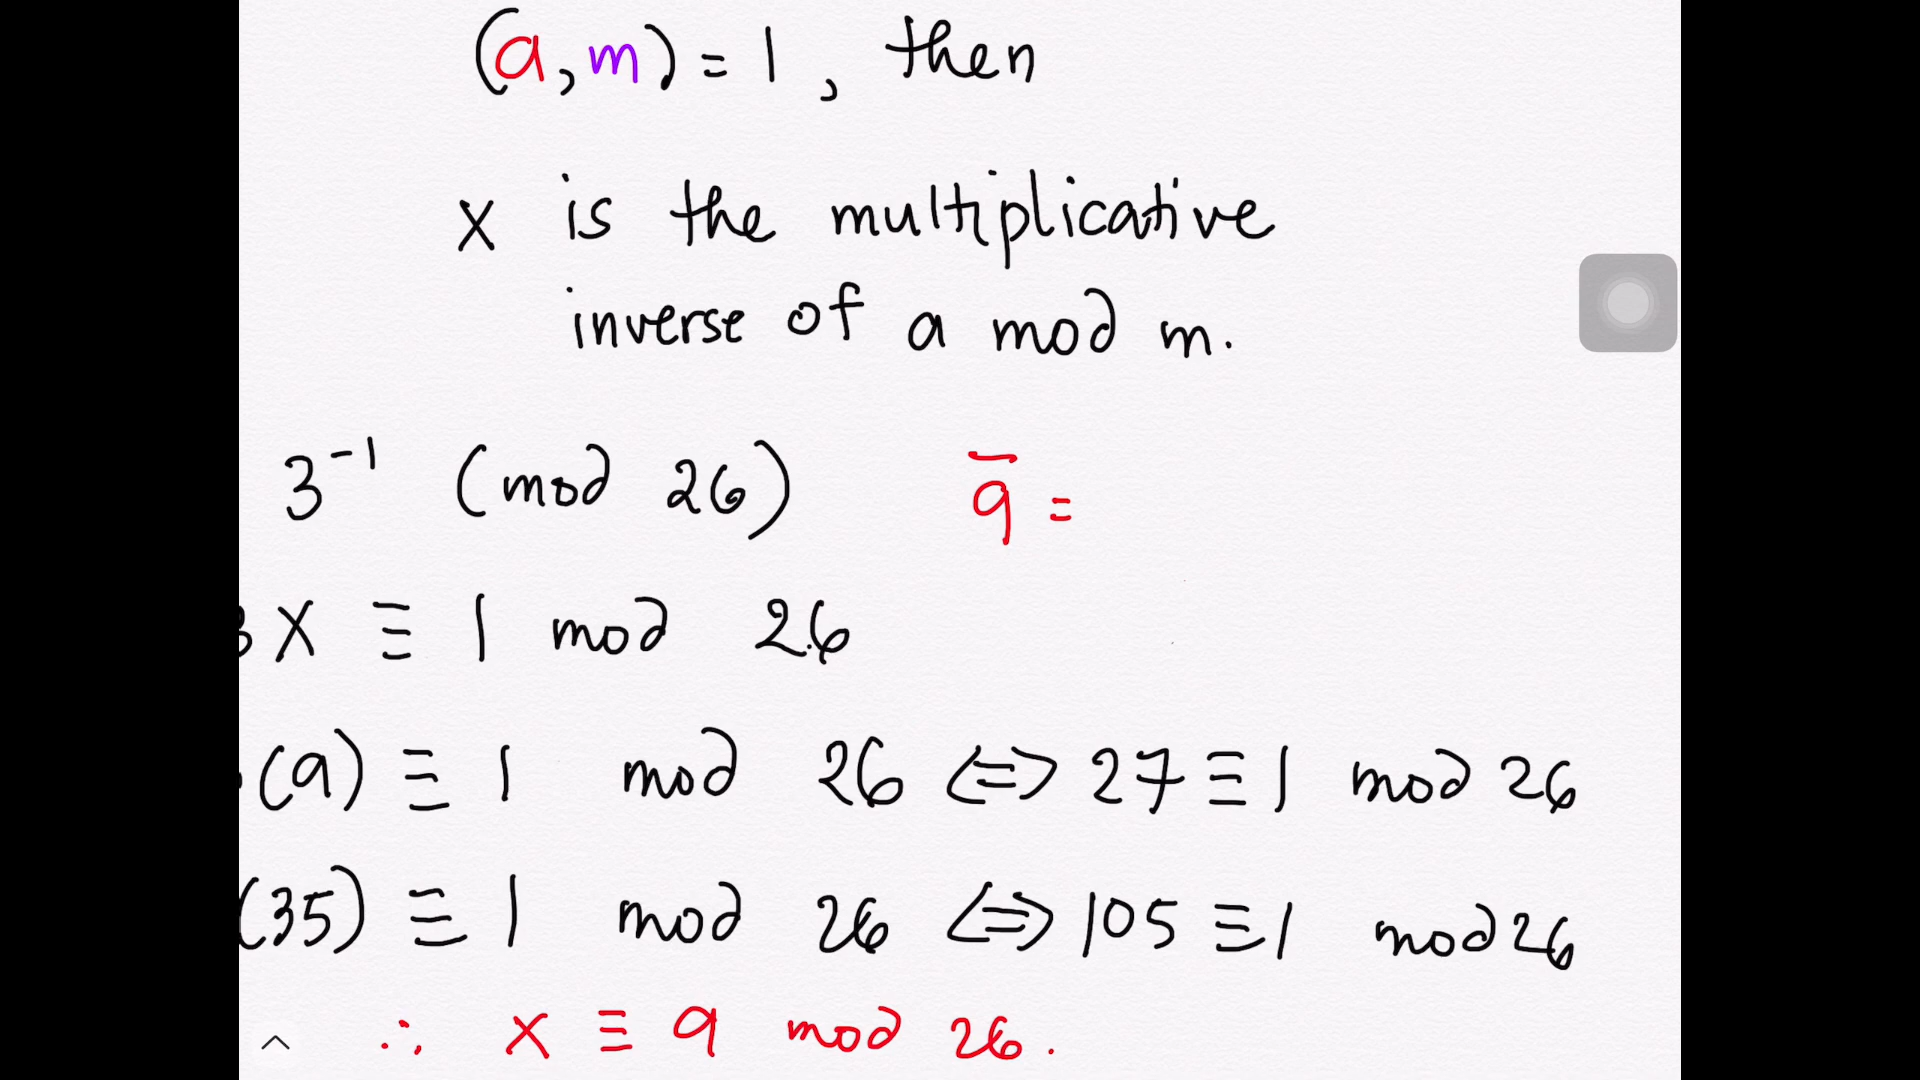 (a,m) = 1, then
x is the multiplicative
inverse of a mod m.
3⁻¹ (mod 26) 9̅ =
3x ≡ 1 mod 26
(9) ≡ 1 mod 26 ⇔ 27 ≡ 1 mod 26
(35) ≡ 1 mod 26 ⇔ 105 ≡ 1 mod 26
∴ x ≡ 9 mod 26.